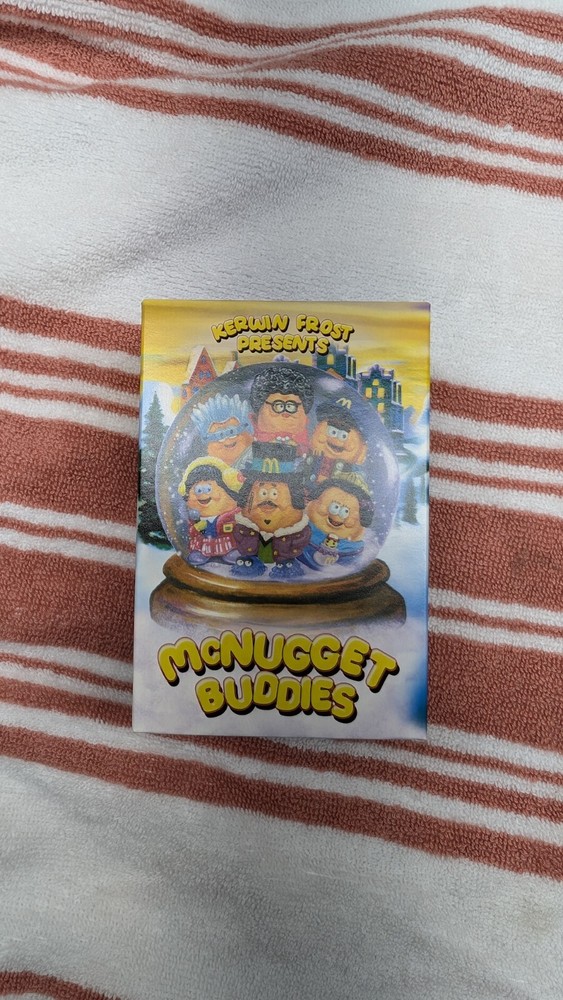 KERWIN FROST
PRESENTS
M
M
McNUGGET
BUDDIES